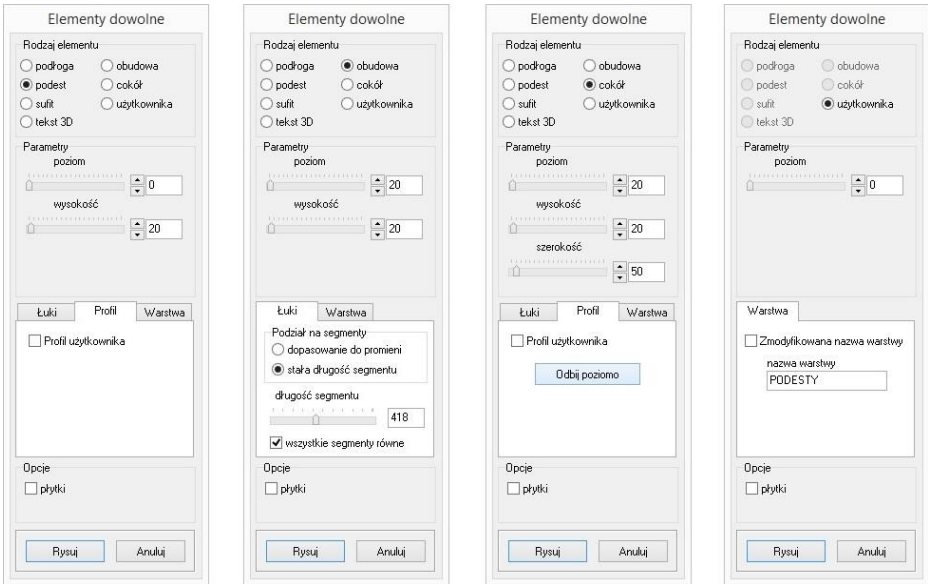 Elementy dowolne
Rodzaj elementu
podłoga obudowa
podest cokół
sufit użytkownika
tekst 3D
Parametry
poziom
0
wysokość
20
Łuki Profil Warstwa
Profil użytkownika
Opcje
płytki
Rysuj Anuluj
Elementy dowolne
Rodzaj elementu
podłoga obudowa
podest cokół
sufit użytkownika
tekst 3D
Parametry
poziom
20
wysokość
20
Łuki Warstwa
Podział na segmenty
dopasowanie do promieni
stała długość segmentu
długość segmentu
418
wszystkie segmenty równe
Opcje
płytki
Rysuj Anuluj
Elementy dowolne
Rodzaj elementu
podłoga obudowa
podest cokół
sufit użytkownika
tekst 3D
Parametry
poziom
20
wysokość
20
szerokość
50
Łuki Profil Warstwa
Profil użytkownika
Odbij poziomo
Opcje
płytki
Rysuj Anuluj
Elementy dowolne
Rodzaj elementu
podłoga obudowa
podest cokół
sufit użytkownika
tekst 3D
Parametry
poziom
0
Warstwa
Zmodyfikowana nazwa warstwy
nazwa warstwy
PODESTY
Opcje
płytki
Rysuj Anuluj